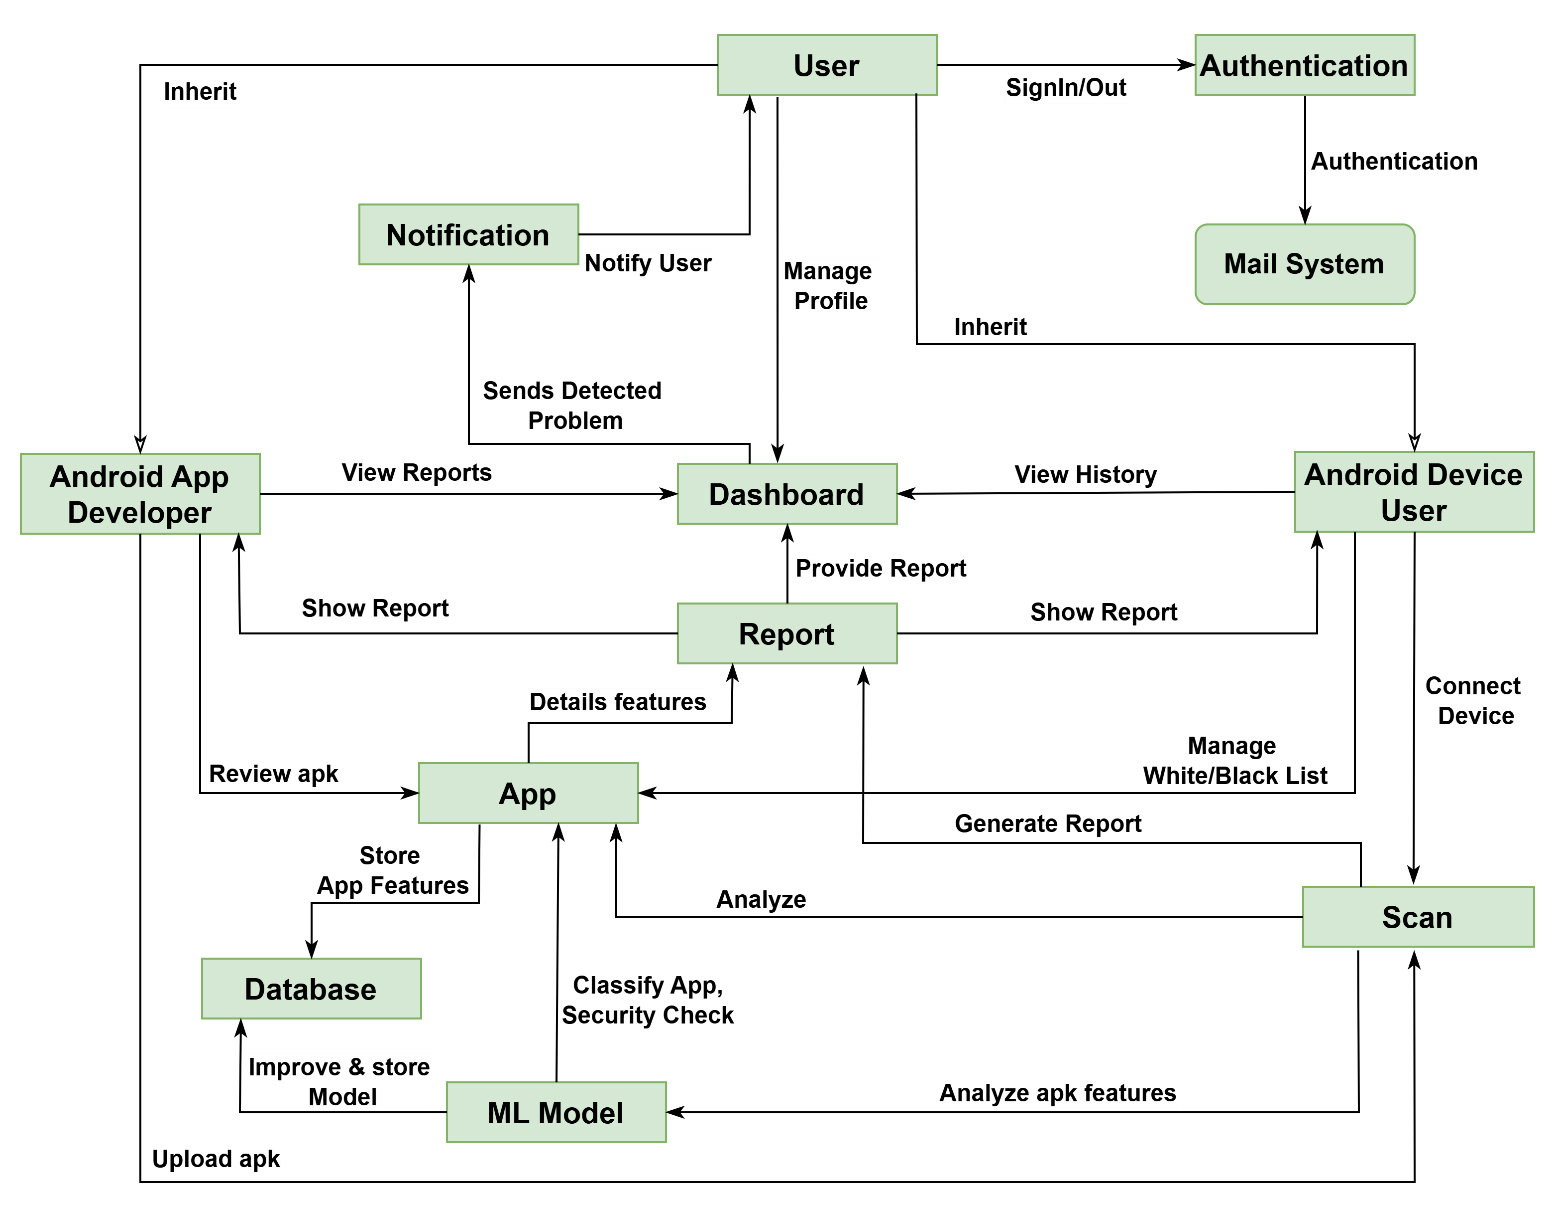 User
Authentication
Inherit
SignIn/Out
Authentication
Notification
Notify User
Mail System
Manage
Profile
Inherit
Sends Detected
Problem
Android App
Developer
View Reports
Dashboard
View History
Android Device
User
Provide Report
Show Report
Report
Show Report
Details features
Connect
Device
Review apk
App
Manage
White/Black List
Generate Report
Store
App Features
Analyze
Scan
Database
Classify App,
Security Check
Improve & store
Model
ML Model
Analyze apk features
Upload apk